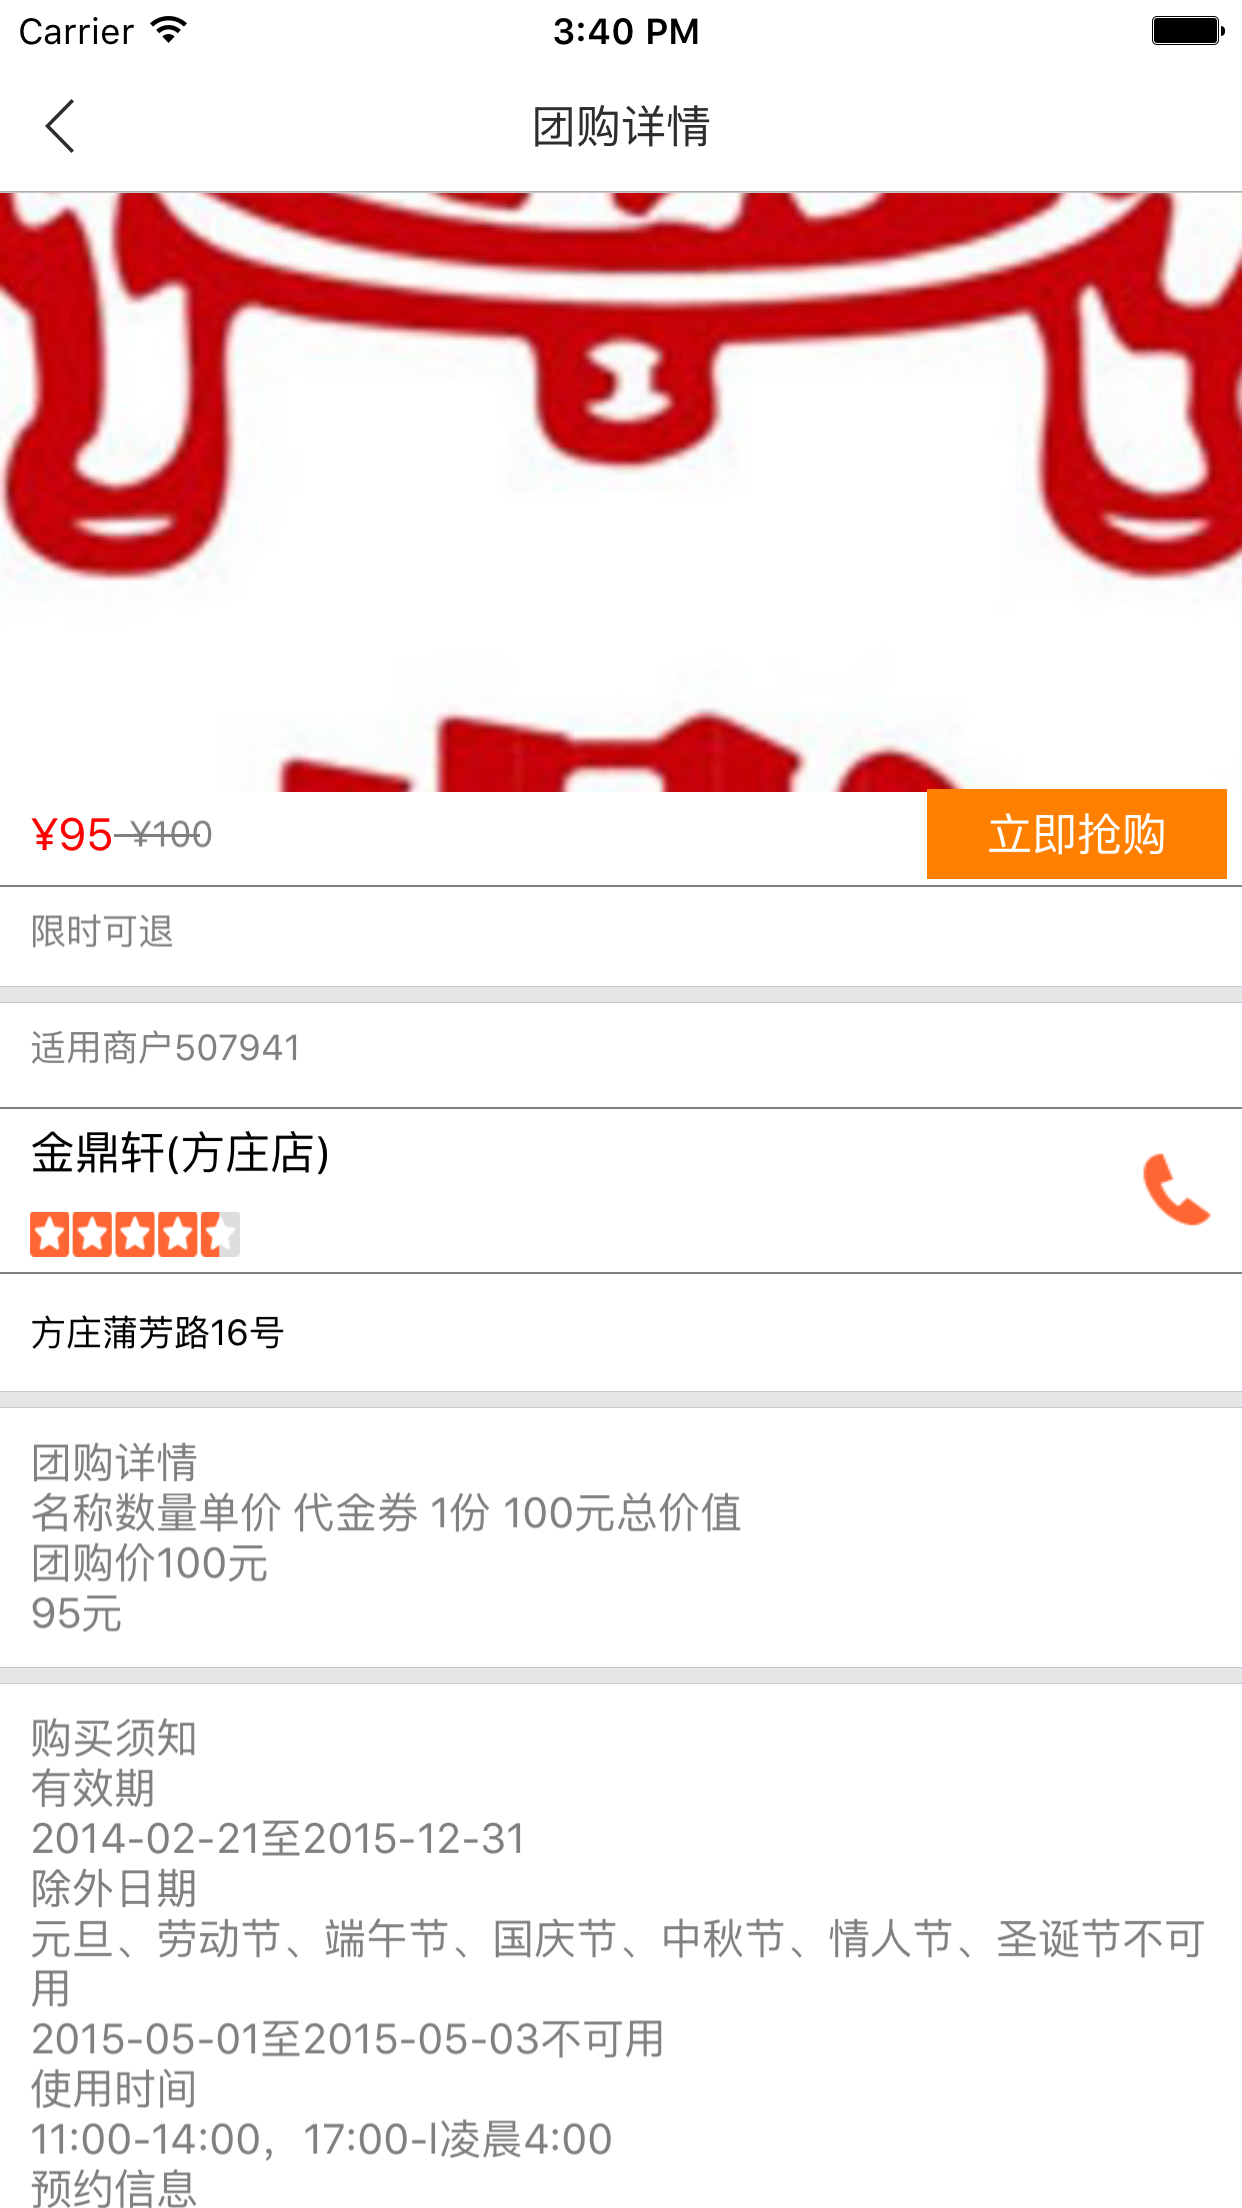 Carrier 3:40 PM
团购详情
¥95 ¥100
立即抢购
限时可退
适用商户507941
金鼎轩(方庄店)
方庄蒲芳路16号
团购详情
名称数量单价 代金券 1份 100元总价值
团购价100元
95元
购买须知
有效期
2014-02-21至2015-12-31
除外日期
元旦、劳动节、端午节、国庆节、中秋节、情人节、圣诞节不可
用
2015-05-01至2015-05-03不可用
使用时间
11:00-14:00，17:00-l凌晨4:00
预约信息